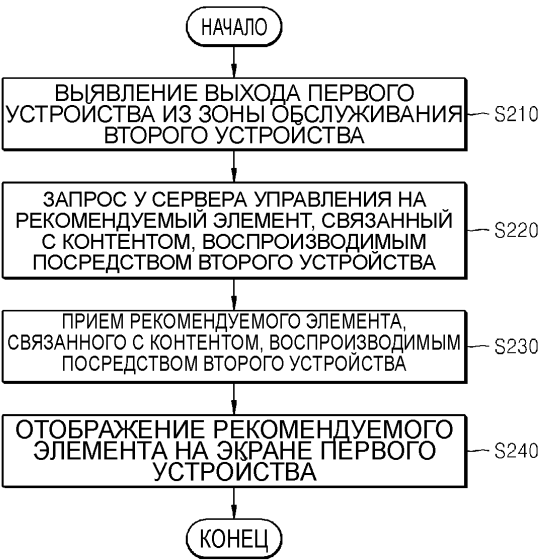 НАЧАЛО
ВЫЯВЛЕНИЕ ВЫХОДА ПЕРВОГО
УСТРОЙСТВА ИЗ ЗОНЫ ОБСЛУЖИВАНИЯ
ВТОРОГО УСТРОЙСТВА
S210
ЗАПРОС У СЕРВЕРА УПРАВЛЕНИЯ НА
РЕКОМЕНДУЕМЫЙ ЭЛЕМЕНТ, СВЯЗАННЫЙ
С КОНТЕНТОМ, ВОСПРОИЗВОДИМЫМ
ПОСРЕДСТВОМ ВТОРОГО УСТРОЙСТВА
S220
ПРИЕМ РЕКОМЕНДУЕМОГО ЭЛЕМЕНТА,
СВЯЗАННОГО С КОНТЕНТОМ, ВОСПРОИЗВОДИМЫМ
ПОСРЕДСТВОМ ВТОРОГО УСТРОЙСТВА
S230
ОТОБРАЖЕНИЕ РЕКОМЕНДУЕМОГО
ЭЛЕМЕНТА НА ЭКРАНЕ ПЕРВОГО
УСТРОЙСТВА
S240
КОНЕЦ